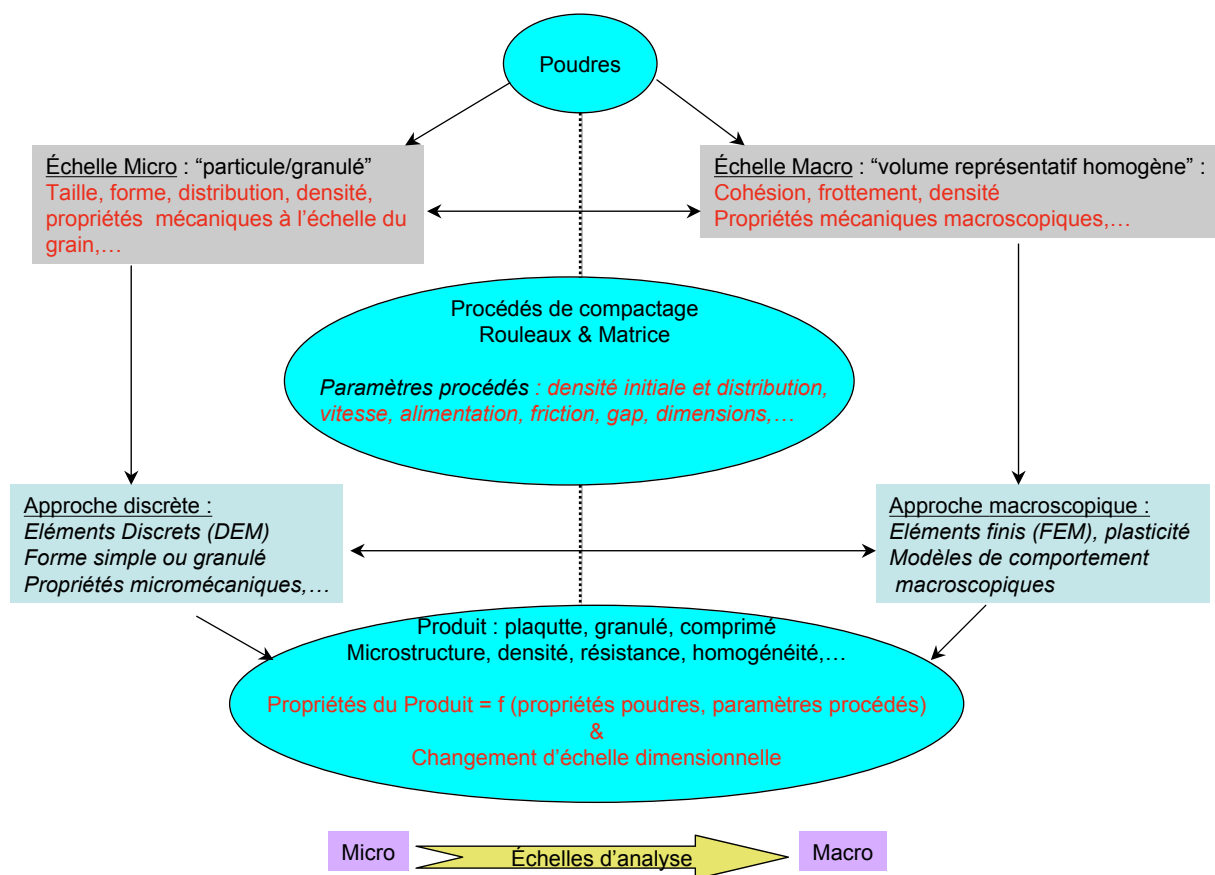 Poudres
Échelle Micro : “particule/granulé”
Taille, forme, distribution, densité,
propriétés mécaniques à l’échelle du
grain,…
Échelle Macro : “volume représentatif homogène” :
Cohésion, frottement, densité
Propriétés mécaniques macroscopiques,…
Procédés de compactage
Rouleaux & Matrice
Paramètres procédés : densité initiale et distribution,
vitesse, alimentation, friction, gap, dimensions,…
Approche discrète :
Eléments Discrets (DEM)
Forme simple ou granulé
Propriétés micromécaniques,…
Approche macroscopique :
Eléments finis (FEM), plasticité
Modèles de comportement
macroscopiques
Produit : plaqutte, granulé, comprimé
Microstructure, densité, résistance, homogénéité,…
Propriétés du Produit = f (propriétés poudres, paramètres procédés)
&
Changement d’échelle dimensionnelle
Micro
Échelles d’analyse
Macro